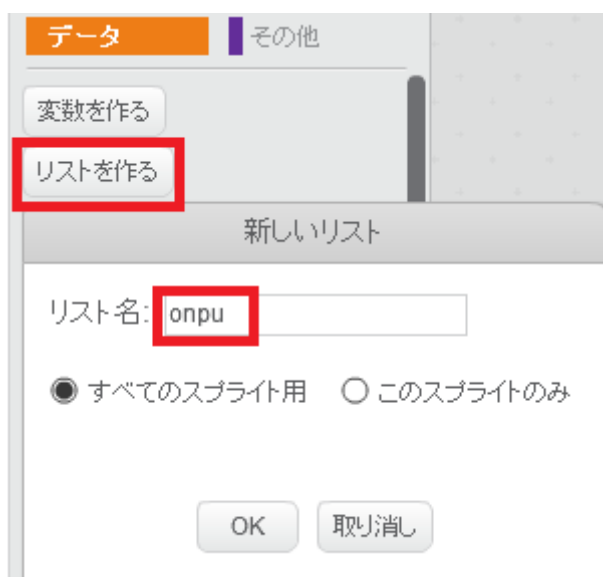 データ その他
変数を作る
リストを作る
新しいリスト
リスト名: onpu
すべてのスプライト用 このスプライトのみ
OK 取り消し